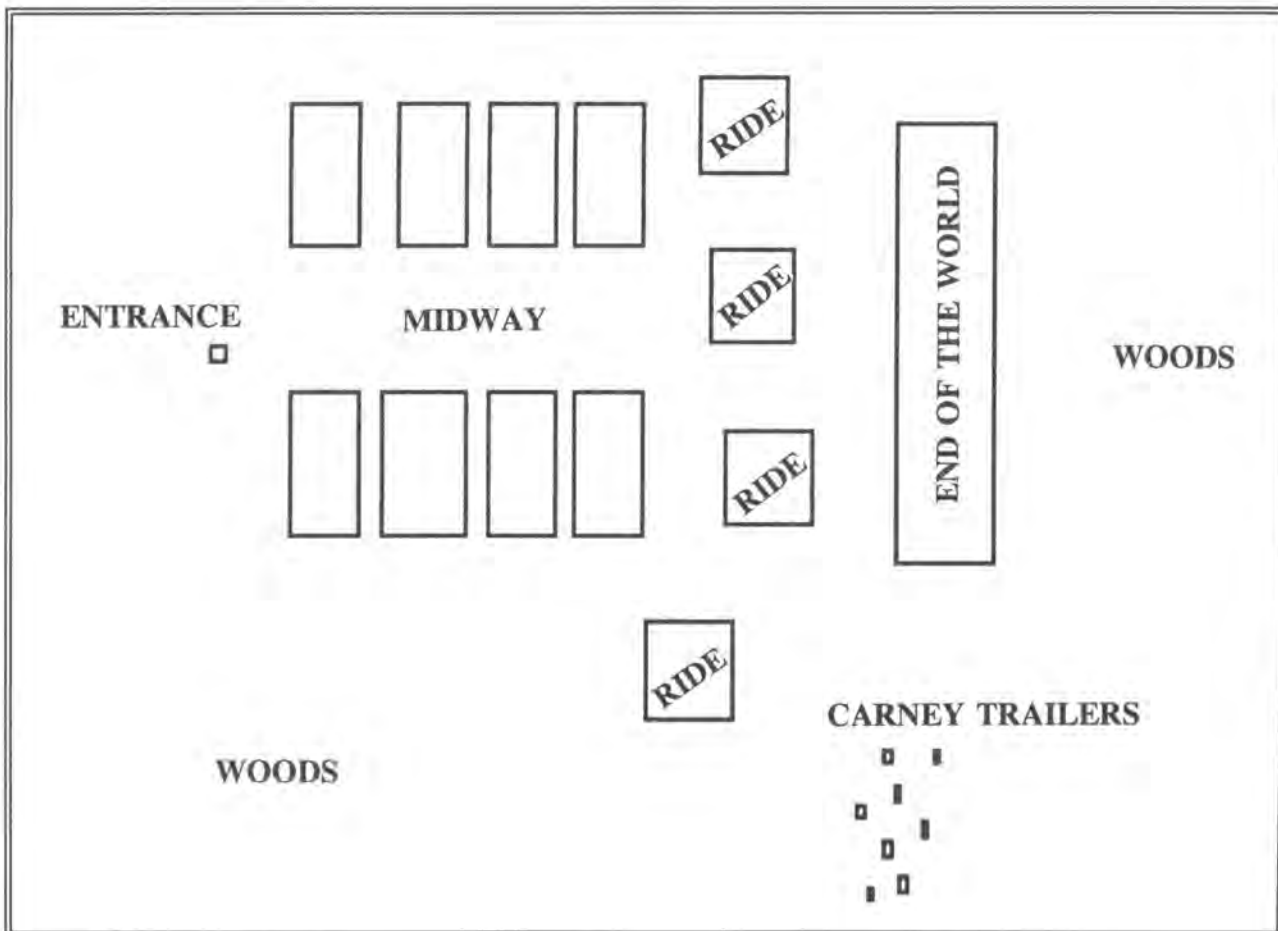 RIDE
RIDE
END OF THE WORLD
ENTRANCE
MIDWAY
WOODS
RIDE
RIDE
CARNEY TRAILERS
WOODS